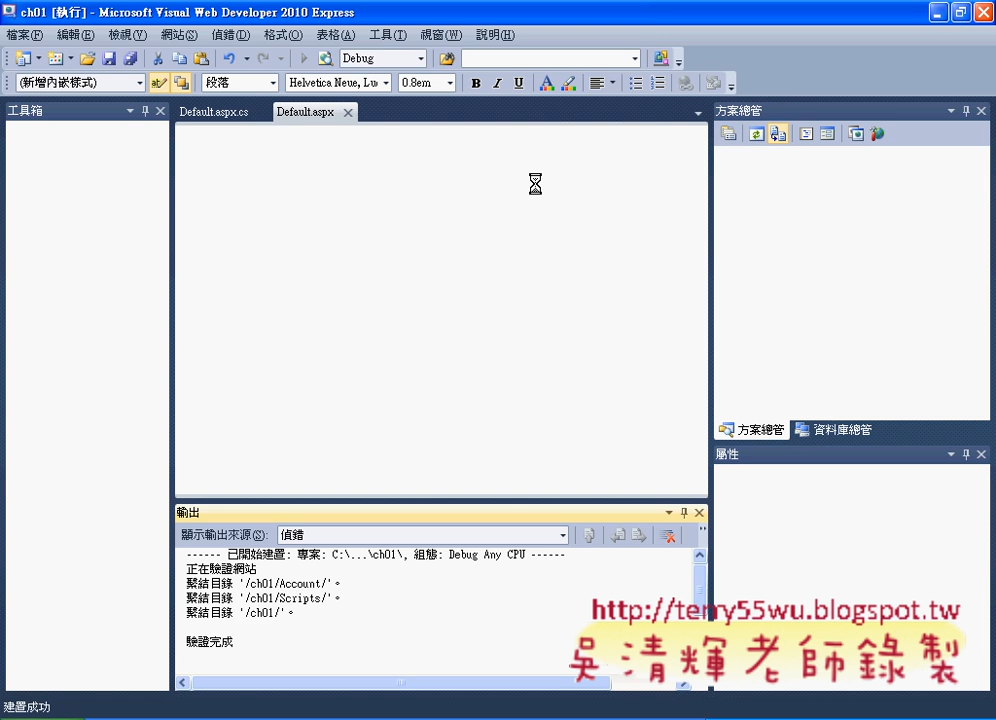 ch01 [執行] - Microsoft Visual Web Developer 2010 Express
檔案(F) 編輯(E) 檢視(V) 網站(S) 偵錯(D) 格式(O) 表格(A) 工具(T) 視窗(W) 說明(H)
Debug
(新增內嵌樣式) 段落 Helvetica Neue, Lu 0.8em B I U A
工具箱
Default.aspx.cs Default.aspx
方案總管
方案總管 資料庫總管
屬性
輸出
顯示輸出來源(S): 偵錯
------ 已開始建置: 專案: C:\...\ch01\, 組態: Debug Any CPU ------
正在驗證網站
緊結目錄 '/ch01/Account/'。
緊結目錄 '/ch01/Scripts/'。
緊結目錄 '/ch01/'。
驗證完成
http://terry55wu.blogspot.tw
吳清輝老師錄製
建置成功